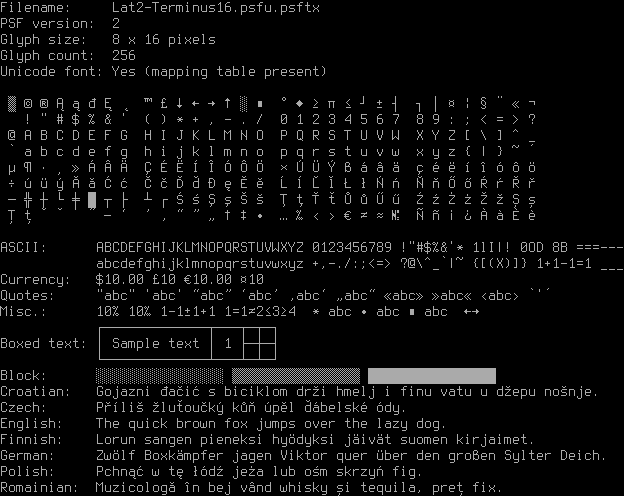 Filename:     Lat2-Terminus16.psfu.psftx
PSF version:  2
Glyph size:   8 x 16 pixels
Glyph count:  256
Unicode font: Yes (mapping table present)
▒ © ® Ą ą đ Ę ˛ ™ £ ↓ ← → ↑ ░ ∎ ° ◆ ≥ π ≤ ┘ ± ┤ ┐ │ ¤ ¦ § ¨ « ¬
! " # $ % & ' ( ) * + , - . / 0 1 2 3 4 5 6 7 8 9 : ; < = > ?
@ A B C D E F G H I J K L M N O P Q R S T U V W X Y Z [ \ ] ^ _
` a b c d e f g h i j k l m n o p q r s t u v w x y z { | } ~ ´
µ ¶ · ¸ » Á Â Ä Ç É Ë Í Î Ó Ô Ö × Ú Ü Ý ß á â ä ç é ë í î ó ô ö
÷ ú ü ý Ă ă Ć ć Č č Ď ď Đ ę Ě ě Ĺ ĺ Ľ ľ Ł ł Ń ń Ň ň Ő ő Ŕ ŕ Ř ř
─ ╬ ┼ └ ╪ █ ┬ ├ ┴ ┌ Ś ś Ş ş Š š Ţ ţ Ť ť Ů ů Ű ű Ź ź Ż ż Ž ž Ș ș
Ț ț
ASCII:        ABCDEFGHIJKLMNOPQRSTUVWXYZ 0123456789 !"#$%&'* 1lI|! 0OD 8B ===---
abcdefghijklmnopqrstuvwxyz +,-./:;<=> ?@\^_`|~ {[(X)]} 1+1-1=1 ___
Currency:     $10.00 £10 €10.00 ¤10
Quotes:       "abc" 'abc' “abc” ‘abc’ ‚abc‘ „abc“ «abc» »abc« ‹abc› `'´
Misc.:        10% 10‰ 1-1±1+1 1=1≠2≤3≥4  * abc • abc ∎ abc  ←→
Boxed text: Sample text 1
Block:
Croatian:     Gojazni đačić s biciklom drži hmelj i finu vatu u džepu nošnje.
Czech:        Příliš žluťoučký kůň úpěl ďábelské ódy.
English:      The quick brown fox jumps over the lazy dog.
Finnish:      Lorun sangen pieneksi hyödyksi jäivät suomen kirjaimet.
German:       Zwölf Boxkämpfer jagen Viktor quer über den großen Sylter Deich.
Polish:       Pchnąć w tę łódź jeża lub ośm skrzyń fig.
Romainian:    Muzicologă în bej vând whisky și tequila, preț fix.